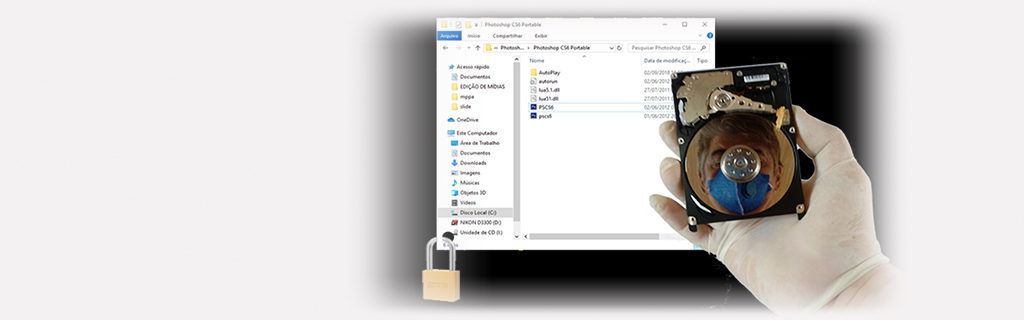 Photoshop CS6 Portable
Arquivo Início Compartilhar Exibir
Photosh... Photoshop CS6 Portable Pesquisar Photoshop CS6 ...
Nome Data de modificaç... Tipo
Acesso rápido
Documentos
EDIÇÃO DE MÍDIAS
mppa
slide
OneDrive
Este Computador
Área de Trabalho
Documentos
Downloads
Imagens
Músicas
Objetos 3D
Vídeos
Disco Local (C:)
NIKON D3300 (D:)
Unidade de CD (I:)
AutoPlay 02/09/2018
autorun 02/06/2012
lua5.1.dll 27/07/2011
lua51.dll 27/07/2011
PSCS6 02/06/2012
pscs6 01/06/2012